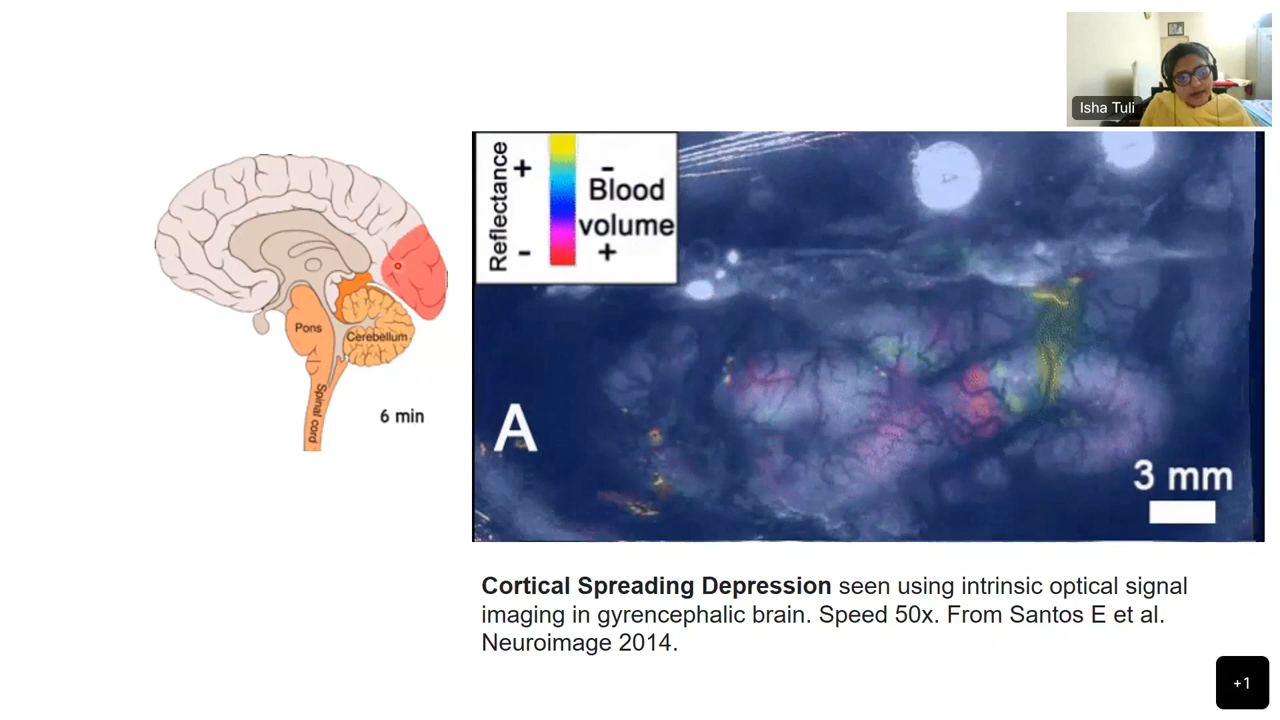 Isha Tuli
Reflectance
+
-
-
Blood
volume
+
Pons
Cerebellum
Spinal cord
6 min
A
3 mm
Cortical Spreading Depression seen using intrinsic optical signal
imaging in gyrencephalic brain. Speed 50x. From Santos E et al.
Neuroimage 2014.
+1